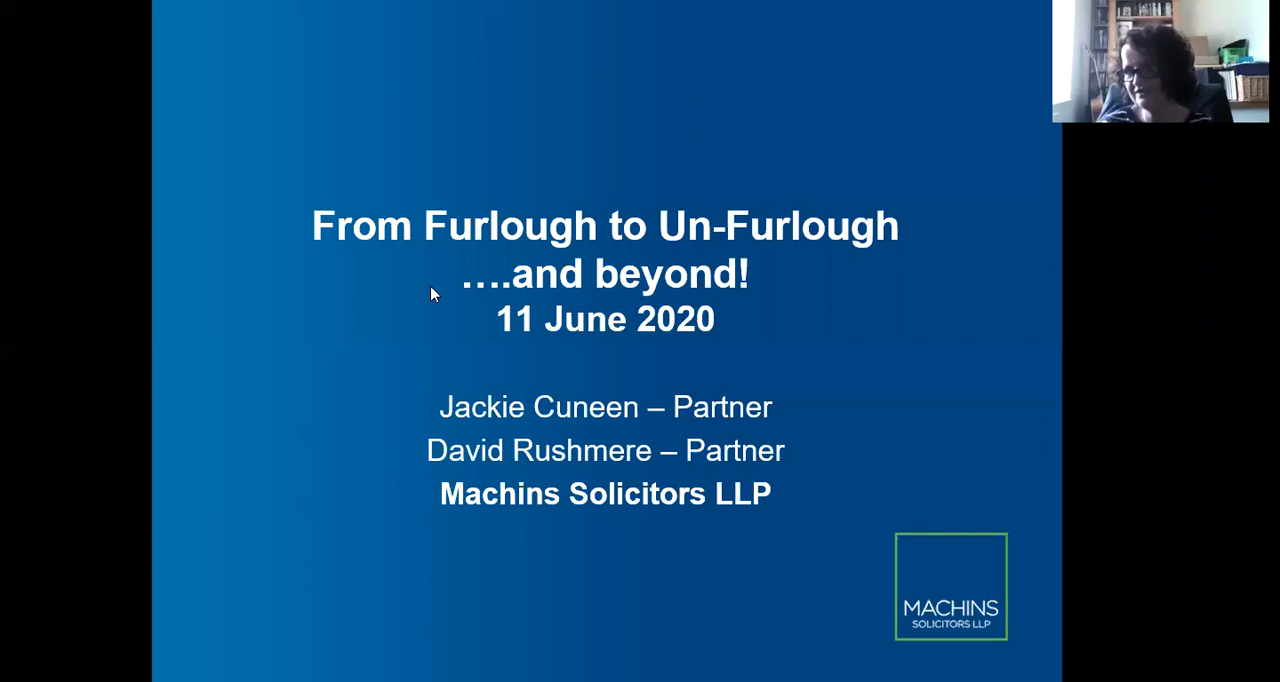 From Furlough to Un-Furlough
….and beyond!
11 June 2020
Jackie Cuneen – Partner
David Rushmere – Partner
Machins Solicitors LLP
MACHINS
SOLICITORS LLP